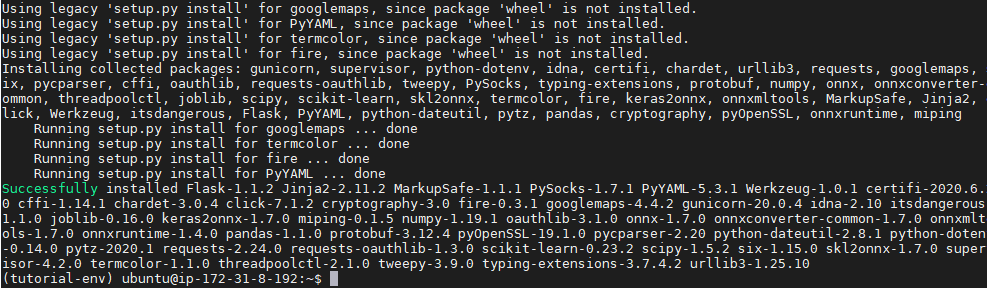 Using legacy 'setup.py install' for googlemaps, since package 'wheel' is not installed.
Using legacy 'setup.py install' for PyYAML, since package 'wheel' is not installed.
Using legacy 'setup.py install' for termcolor, since package 'wheel' is not installed.
Using legacy 'setup.py install' for fire, since package 'wheel' is not installed.
Installing collected packages: gunicorn, supervisor, python-dotenv, idna, certifi, chardet, urllib3, requests, googlemaps,
ix, pycparser, cffi, oauthlib, requests-oauthlib, tweepy, PySocks, typing-extensions, protobuf, numpy, onnx, onnxconverter-
ommon, threadpoolctl, joblib, scipy, scikit-learn, skl2onnx, termcolor, fire, keras2onnx, onnxmltools, MarkupSafe, Jinja2,
lick, Werkzeug, itsdangerous, Flask, PyYAML, python-dateutil, pytz, pandas, cryptography, pyOpenSSL, onnxruntime, miping
Running setup.py install for googlemaps ... done
Running setup.py install for termcolor ... done
Running setup.py install for fire ... done
Running setup.py install for PyYAML ... done
Successfully installed Flask-1.1.2 Jinja2-2.11.2 MarkupSafe-1.1.1 PySocks-1.7.1 PyYAML-5.3.1 Werkzeug-1.0.1 certifi-2020.6.
0 cffi-1.14.1 chardet-3.0.4 click-7.1.2 cryptography-3.0 fire-0.3.1 googlemaps-4.4.2 gunicorn-20.0.4 idna-2.10 itsdangerous
1.1.0 joblib-0.16.0 keras2onnx-1.7.0 miping-0.1.5 numpy-1.19.1 oauthlib-3.1.0 onnx-1.7.0 onnxconverter-common-1.7.0 onnxmlt
ols-1.7.0 onnxruntime-1.4.0 pandas-1.1.0 protobuf-3.12.4 pyOpenSSL-19.1.0 pycparser-2.20 python-dateutil-2.8.1 python-doten
-0.14.0 pytz-2020.1 requests-2.24.0 requests-oauthlib-1.3.0 scikit-learn-0.23.2 scipy-1.5.2 six-1.15.0 skl2onnx-1.7.0 super
isor-4.2.0 termcolor-1.1.0 threadpoolctl-2.1.0 tweepy-3.9.0 typing-extensions-3.7.4.2 urllib3-1.25.10
(tutorial-env) ubuntu@ip-172-31-8-192:~$